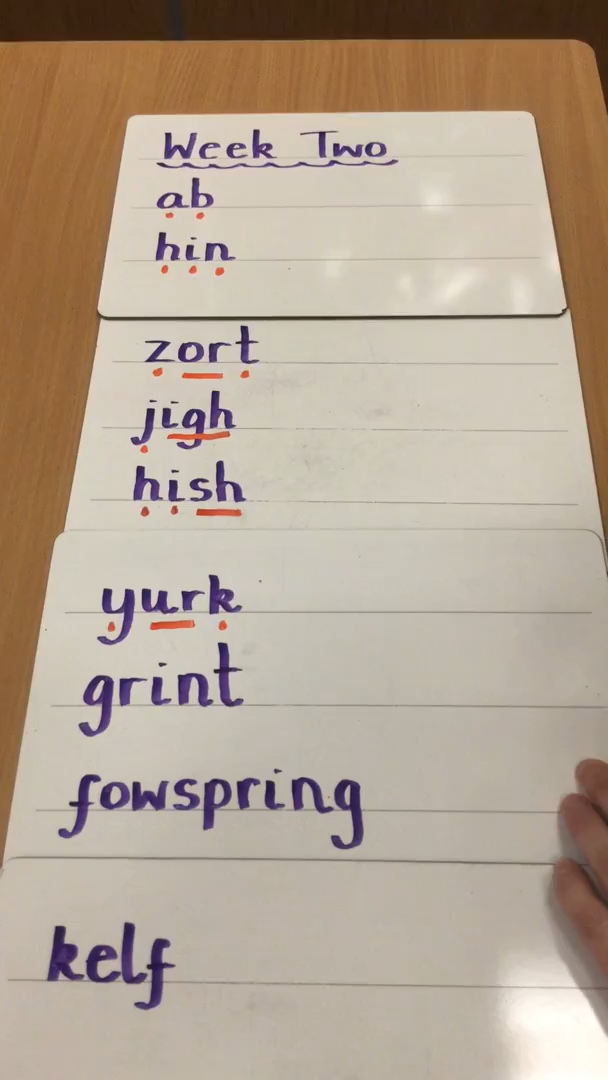 Week Two
ab
hin
zort
jigh
hish
yurk
grint
fowspring
kelf